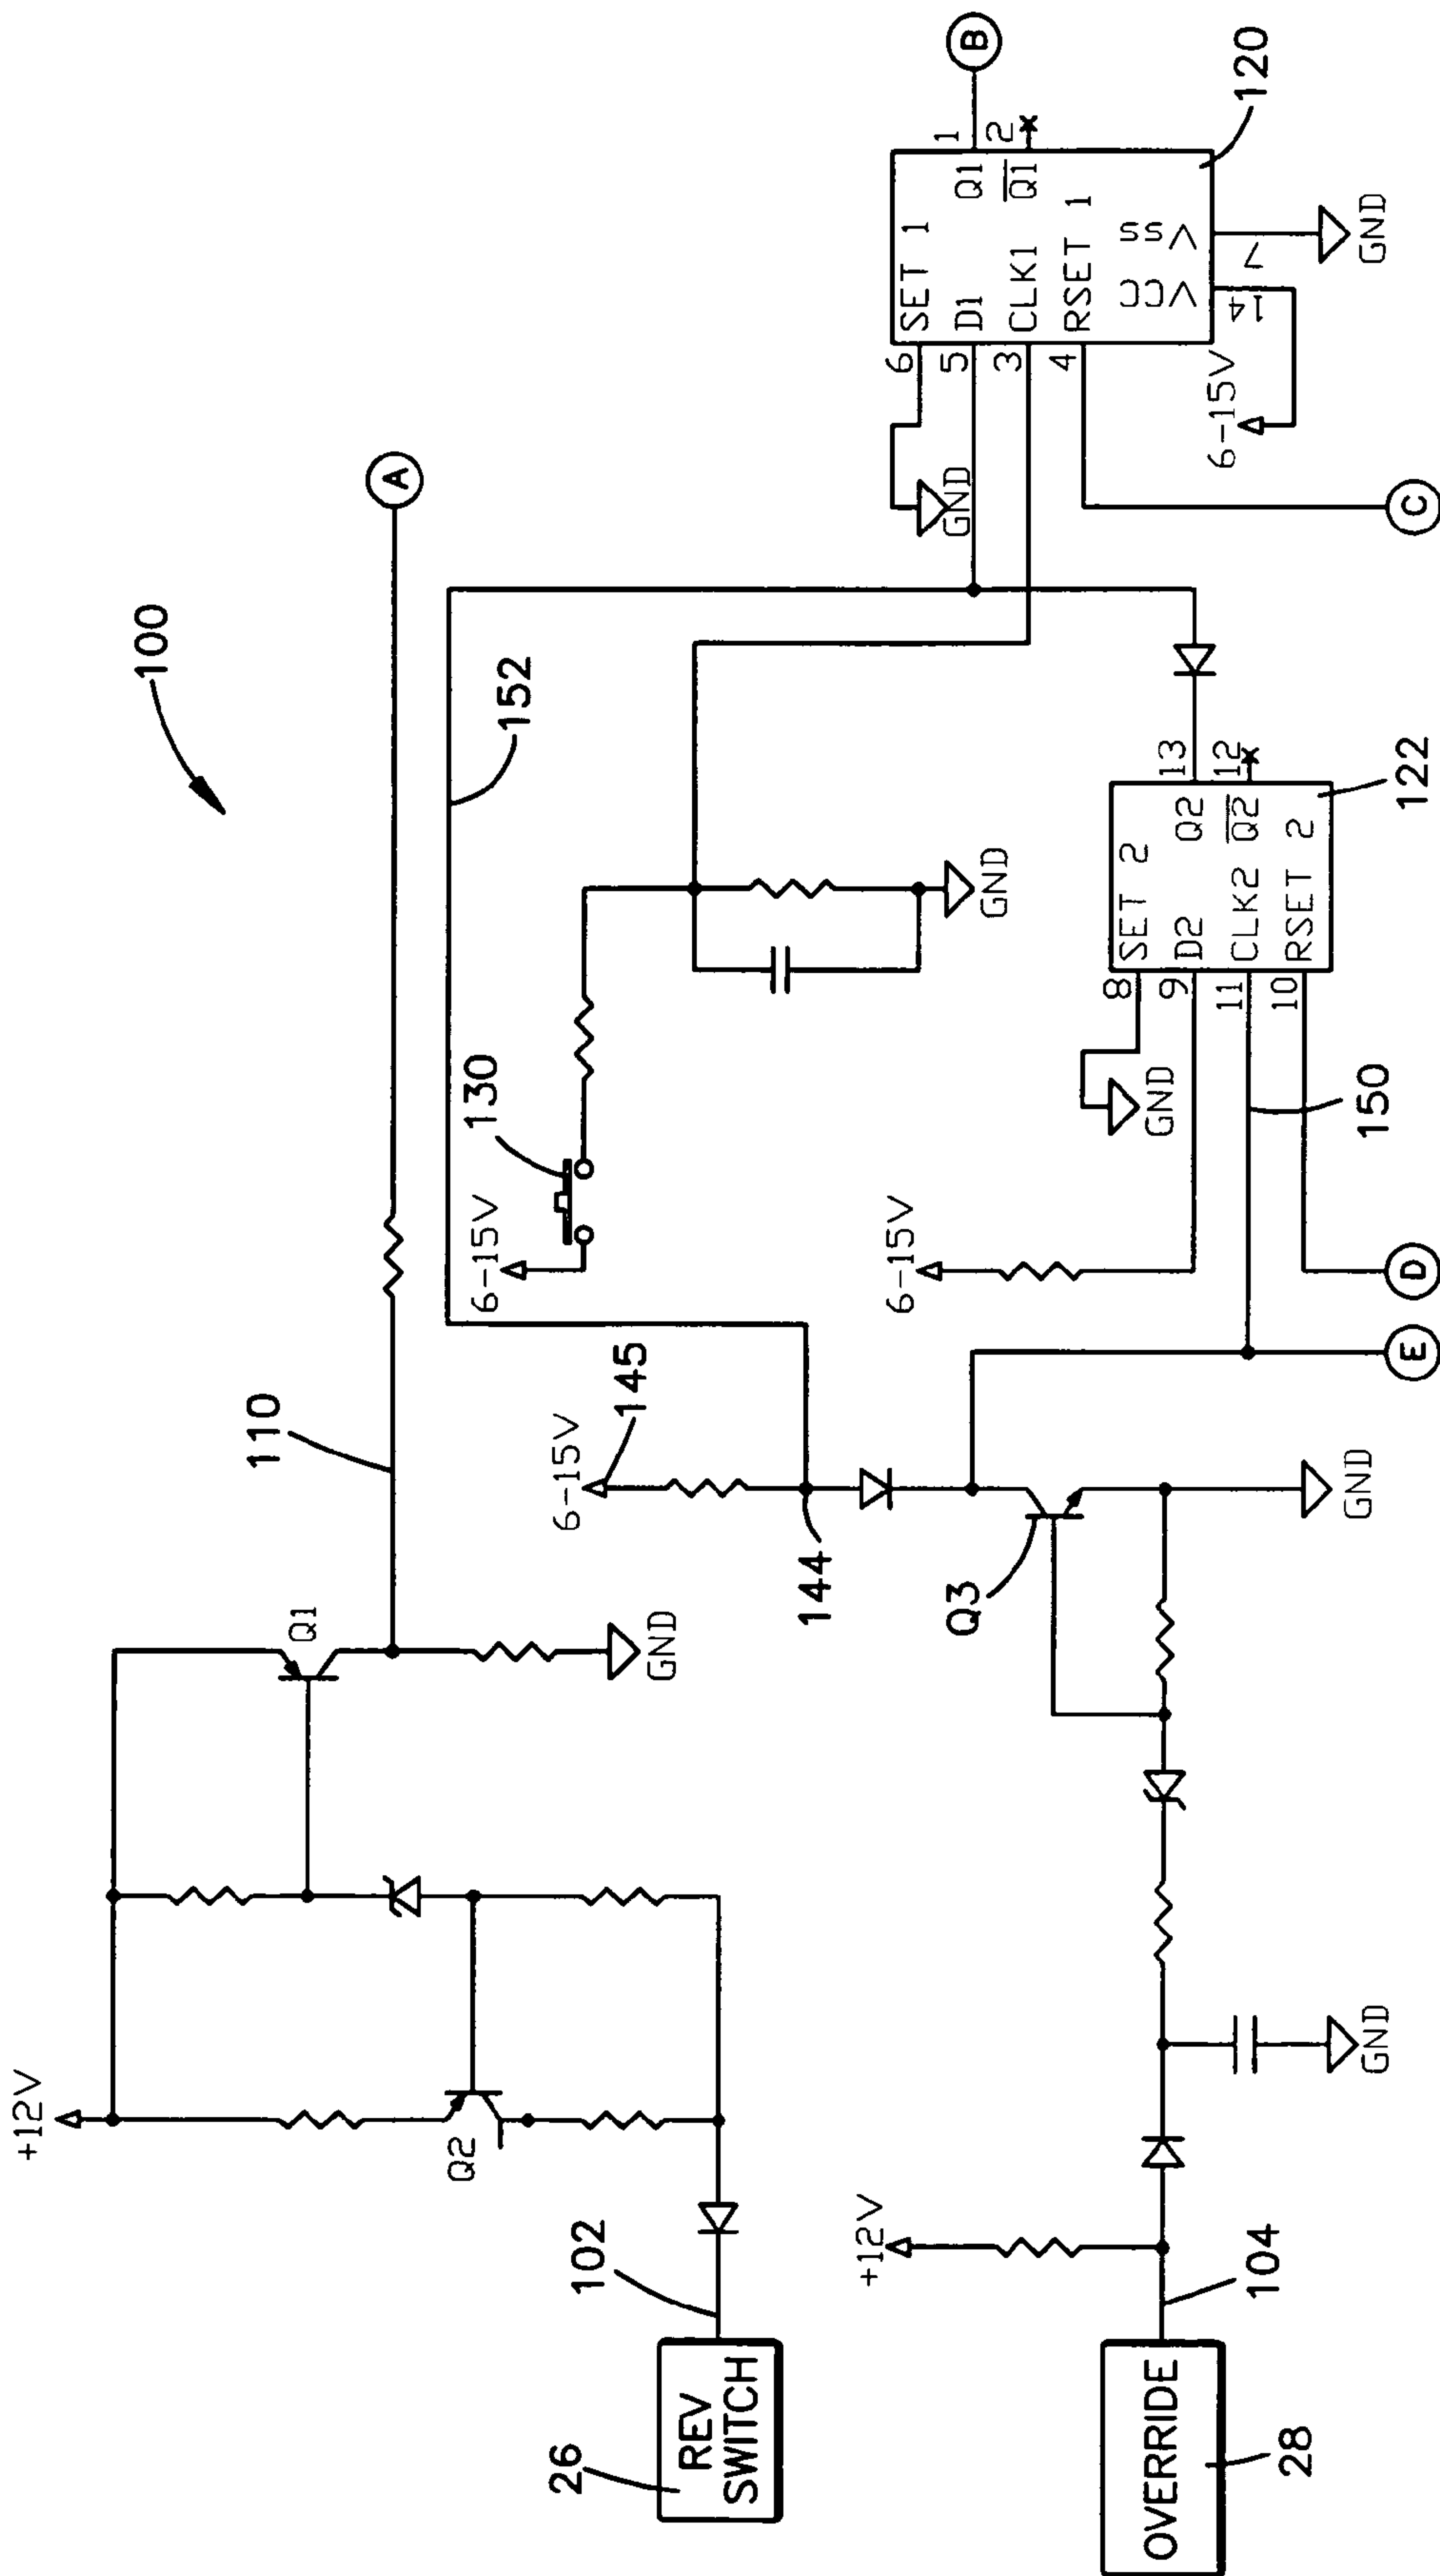 100
+12V
Q1
110
A
Q2
GND
REV
SWITCH
26
102
6-15V
145
144
152
6-15V
130
GND
+12V
OVERRIDE
28
104
GND
Q3
GND
6-15V
E
D
150
GND
8
9
11
10
SET 2
D2
CLK2
RSET 2
Q2
Q2
13
12
122
C
GND
6
5
3
4
SET 1
D1
CLK1
RSET 1
Q1
Q1
1
2
B
VCC
VSS
14
7
6-15V
GND
120